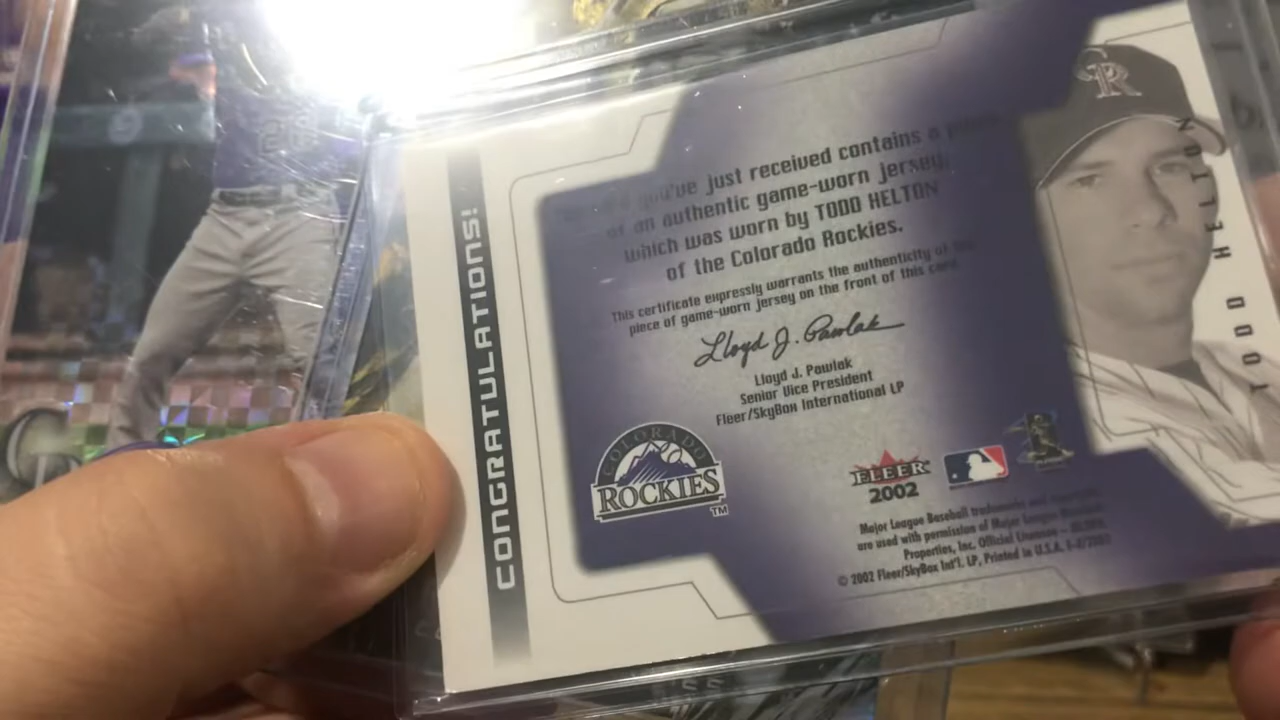 CONGRATULATIONS!
you've just received contains a
of an authentic game-worn jersey,
which was worn by TODD HELTON
of the Colorado Rockies.
This certificate expressly warrants the authenticity of the
piece of game-worn jersey on the front of this card.
Lloyd J. Pawlak
Lloyd J. Pawlak
Senior Vice President
Fleer/SkyBox International LP
COLORADO
ROCKIES
TM
FLEER
2002
Major League Baseball trademarks and copyrights
are used with permission of Major League Baseball
Properties, Inc. Official Licensee –
© 2002 Fleer/SkyBox Int'l. LP, Printed in U.S.A.
TODD HELTON
CR